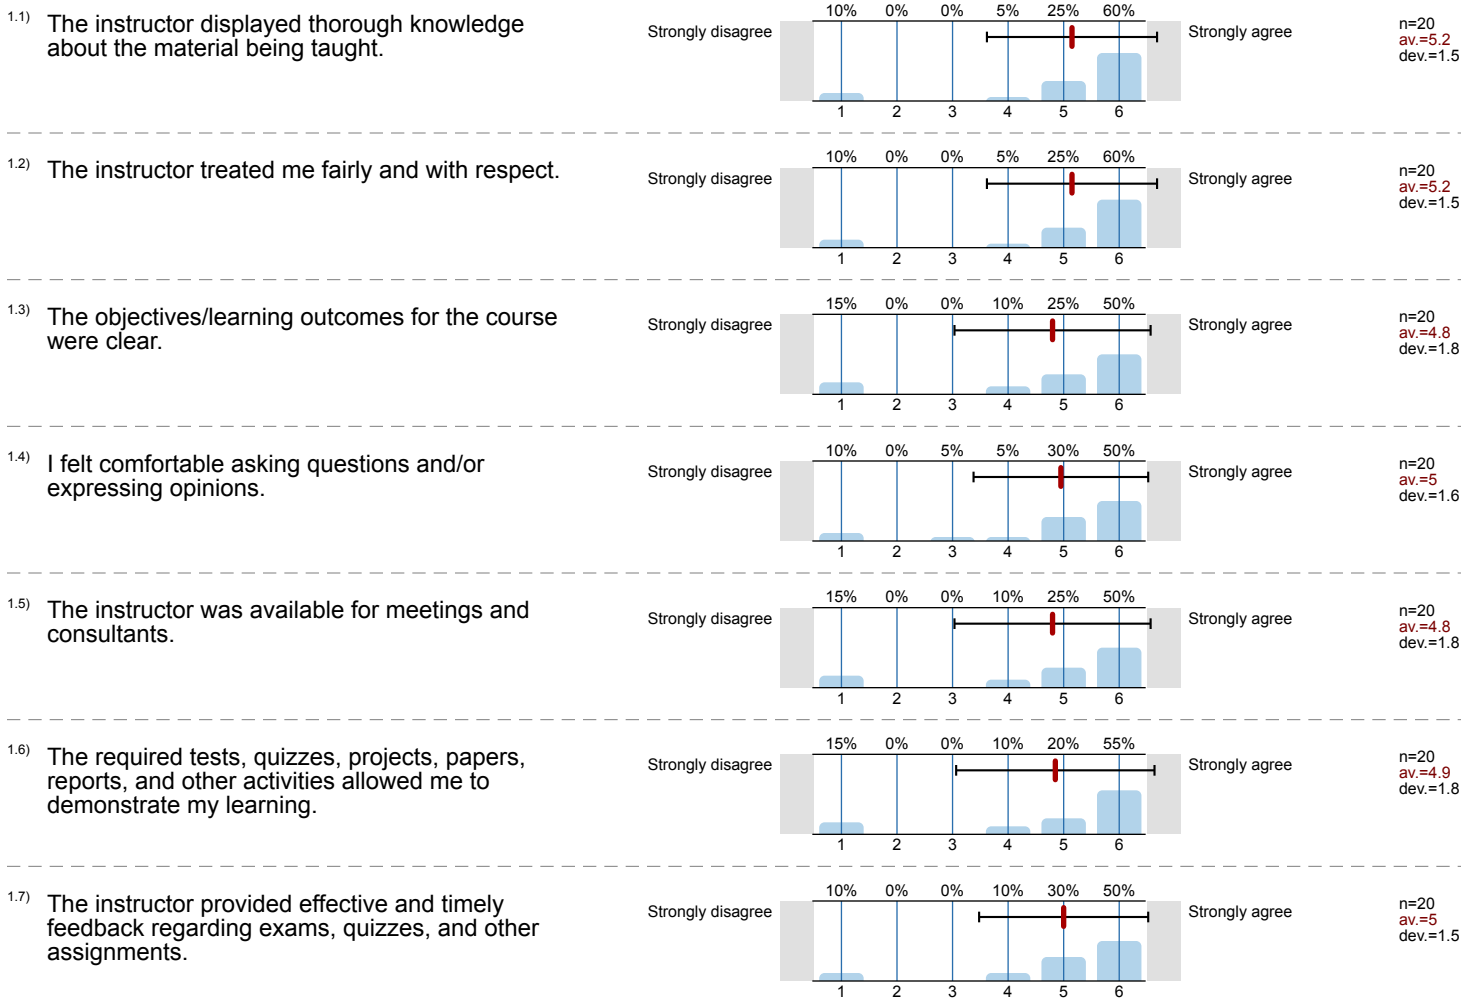 1.1) The instructor displayed thorough knowledge
about the material being taught.
Strongly disagree
10% 0% 0% 5% 25% 60%
1 2 3 4 5 6
Strongly agree
n=20
av.=5.2
dev.=1.5
1.2) The instructor treated me fairly and with respect.
Strongly disagree
10% 0% 0% 5% 25% 60%
1 2 3 4 5 6
Strongly agree
n=20
av.=5.2
dev.=1.5
1.3) The objectives/learning outcomes for the course
were clear.
Strongly disagree
15% 0% 0% 10% 25% 50%
1 2 3 4 5 6
Strongly agree
n=20
av.=4.8
dev.=1.8
1.4) I felt comfortable asking questions and/or
expressing opinions.
Strongly disagree
10% 0% 5% 5% 30% 50%
1 2 3 4 5 6
Strongly agree
n=20
av.=5
dev.=1.6
1.5) The instructor was available for meetings and
consultants.
Strongly disagree
15% 0% 0% 10% 25% 50%
1 2 3 4 5 6
Strongly agree
n=20
av.=4.8
dev.=1.8
1.6) The required tests, quizzes, projects, papers,
reports, and other activities allowed me to
demonstrate my learning.
Strongly disagree
15% 0% 0% 10% 20% 55%
1 2 3 4 5 6
Strongly agree
n=20
av.=4.9
dev.=1.8
1.7) The instructor provided effective and timely
feedback regarding exams, quizzes, and other
assignments.
Strongly disagree
10% 0% 0% 10% 30% 50%
1 2 3 4 5 6
Strongly agree
n=20
av.=5
dev.=1.5